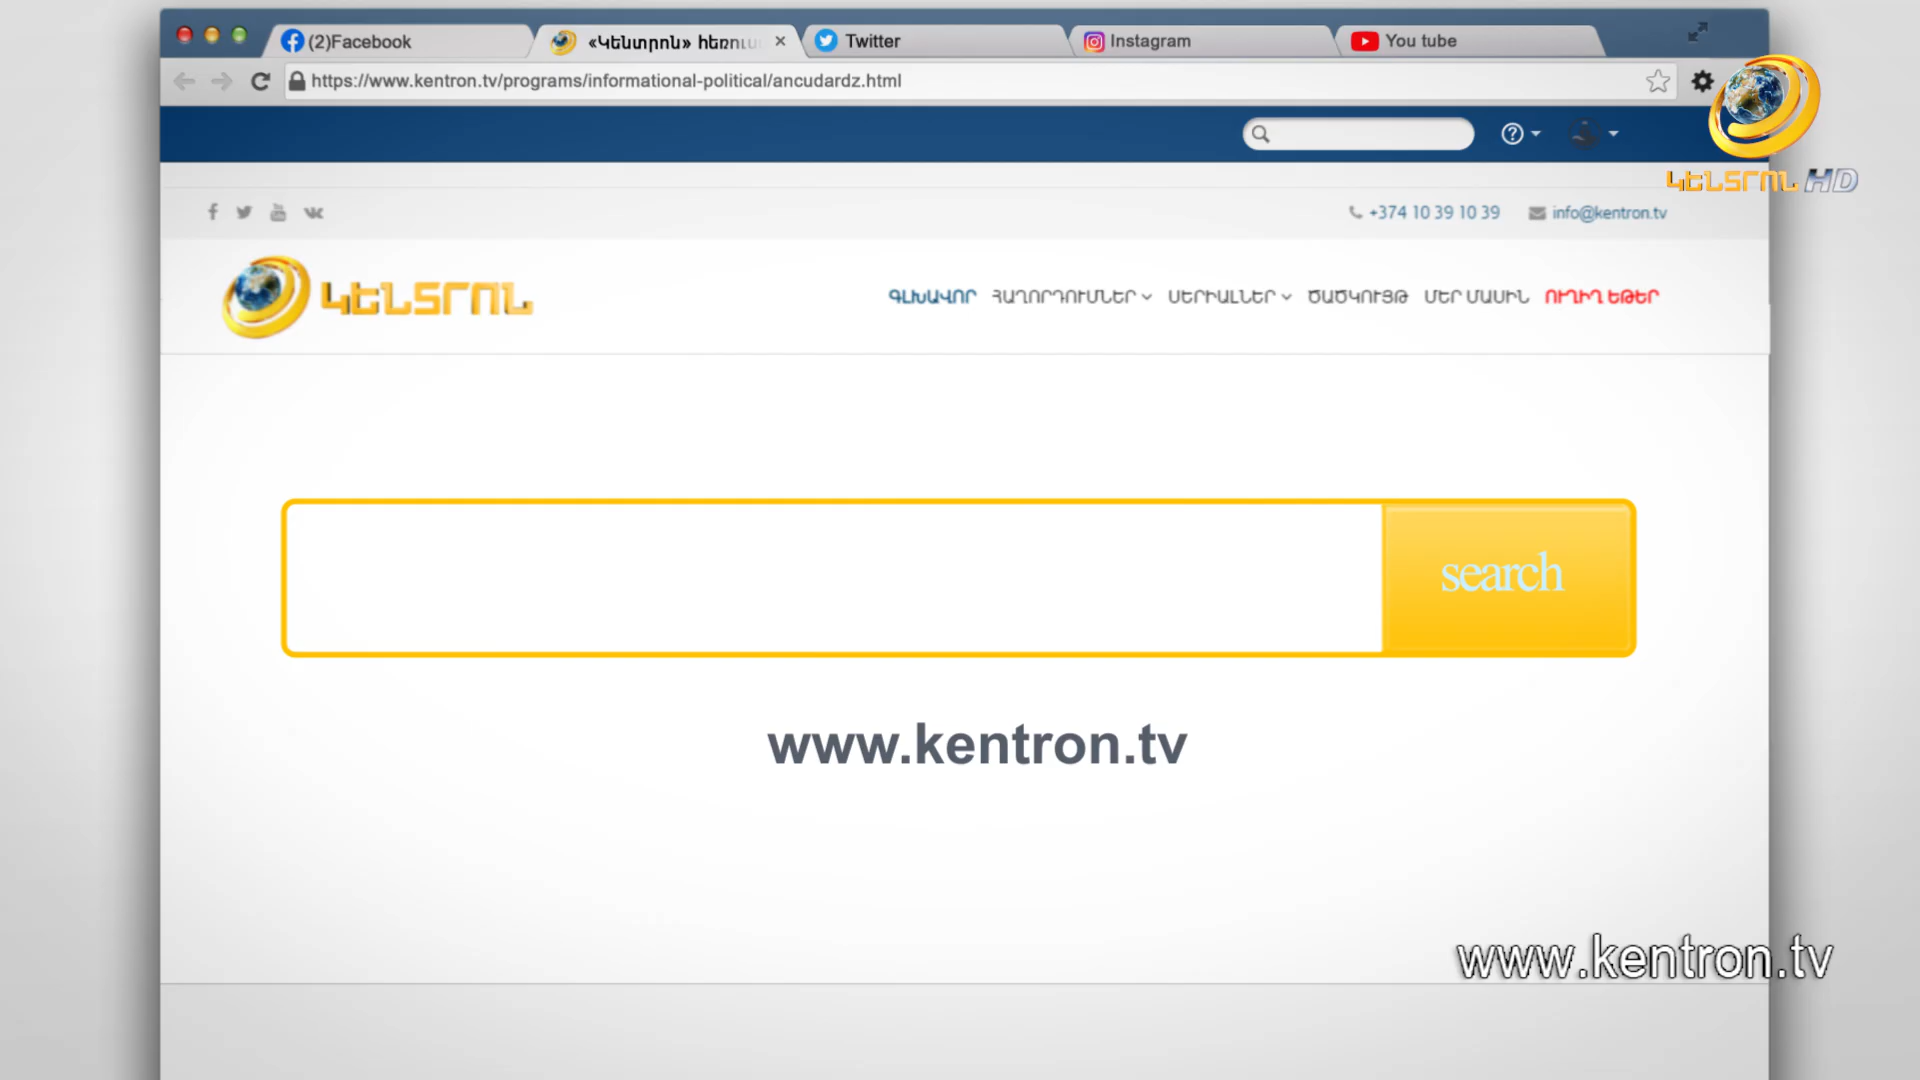 (2)Facebook
«Կենտրոն» հեռու
Twitter
Instagram
You tube
https://www.kentron.tv/programs/informational-political/ancudardz.html
ԿԵՆՏՐՈՆ HD
+374 10 39 10 39
info@kentron.tv
ԿԵՆՏՐՈՆ
ԳԼԽԱՎՈՐ ՀԱՂՈՐԴՈՒՄՆԵՐ ՍԵՐԻԱԼՆԵՐ ԾԱԾԿՈՒՅԹ ՄԵՐ ՄԱՍԻՆ ՈՒՂԻՂ ԵԹԵՐ
search
www.kentron.tv
www.kentron.tv